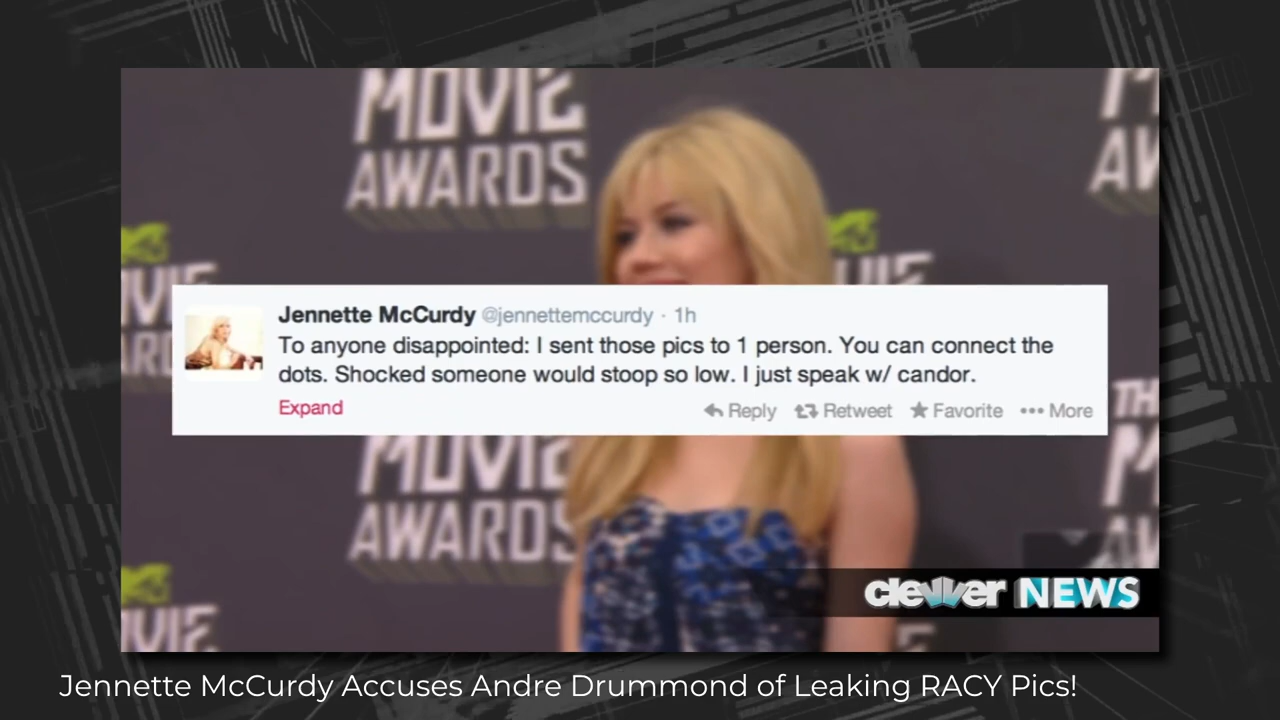 MOVIE
AWARDS
Jennette McCurdy @jennettemccurdy · 1h
To anyone disappointed: I sent those pics to 1 person. You can connect the
dots. Shocked someone would stoop so low. I just speak w/ candor.
Expand
Reply Retweet Favorite More
MOVIE
AWARDS
clevver NEWS
Jennette McCurdy Accuses Andre Drummond of Leaking RACY Pics!